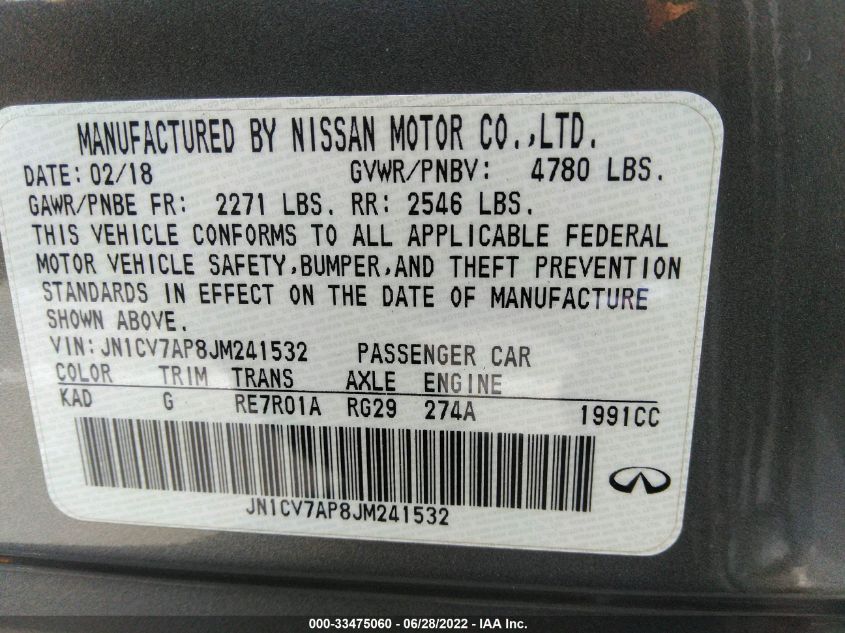 MANUFACTURED BY NISSAN MOTOR CO.,LTD.
DATE: 02/18 GVWR/PNBV: 4780 LBS.
GAWR/PNBE FR: 2271 LBS. RR: 2546 LBS.
THIS VEHICLE CONFORMS TO ALL APPLICABLE FEDERAL
MOTOR VEHICLE SAFETY,BUMPER,AND THEFT PREVENTION
STANDARDS IN EFFECT ON THE DATE OF MANUFACTURE
SHOWN ABOVE.
VIN:JN1CV7AP8JM241532 PASSENGER CAR
COLOR TRIM TRANS AXLE ENGINE
KAD G RE7R01A RG29 274A 1991CC
JN1CV7AP8JM241532
000-33475060 - 06/28/2022 - IAA Inc.